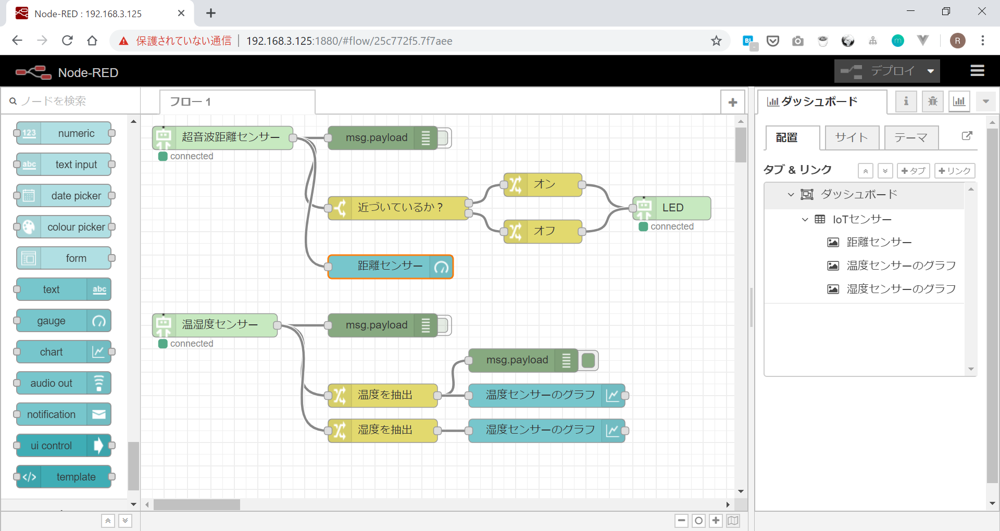 Node-RED : 192.168.3.125
保護されていない通信
192.168.3.125:1880/#flow/25c772f5.7f7aee
BI
m
R
Node-RED
デプロイ
ノードを検索
フロー 1
ダッシュボード
i
123
numeric
abc
text input
date picker
colour picker
form
text
abc
gauge
chart
audio out
notification
ui control
</>
template
超音波距離センサー
connected
msg.payload
オン
近づいているか？
オフ
LED
connected
距離センサー
温湿度センサー
connected
msg.payload
msg.payload
温度を抽出
温度センサーのグラフ
湿度を抽出
湿度センサーのグラフ
配置
サイト
テーマ
タブ & リンク
+タブ
+リンク
ダッシュボード
IoTセンサー
距離センサー
温度センサーのグラフ
湿度センサーのグラフ